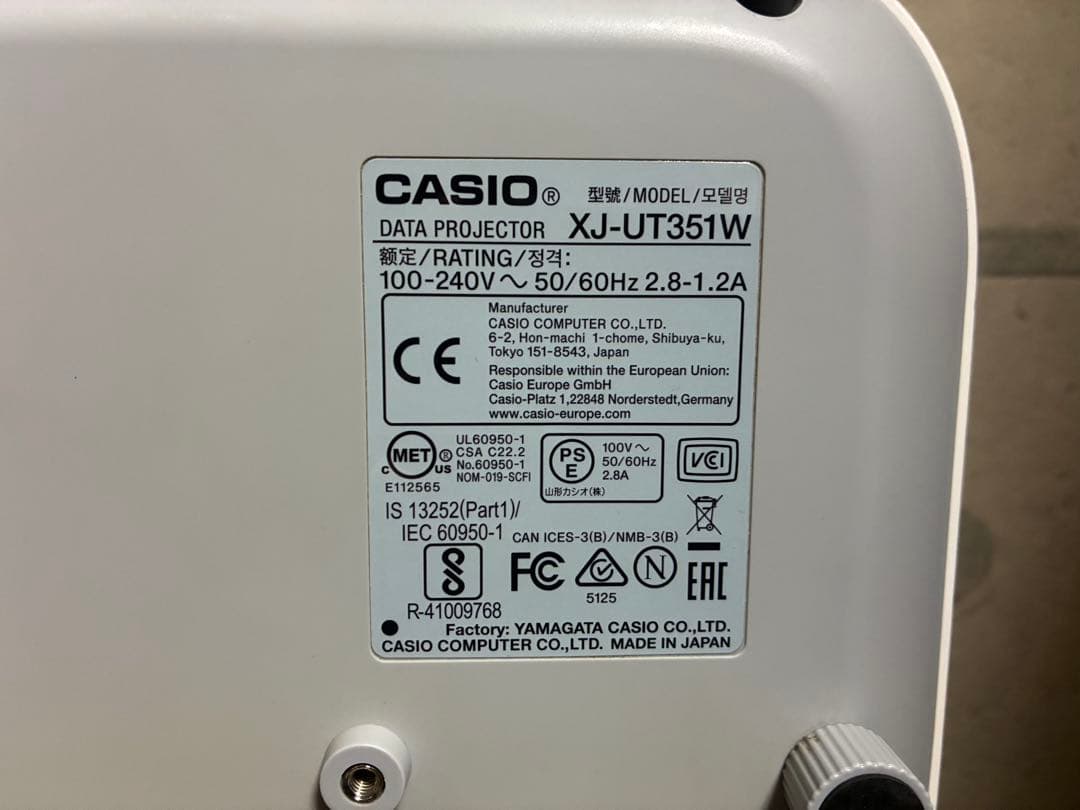 CASIO® 型號/MODEL/모델명
DATA PROJECTOR XJ-UT351W
额定/RATING/정격:
100-240V〜 50/60Hz 2.8-1.2A
CE
Manufacturer
CASIO COMPUTER CO.,LTD.
6-2, Hon-machi 1-chome, Shibuya-ku,
Tokyo 151-8543, Japan
Responsible within the European Union:
Casio Europe GmbH
Casio-Platz 1,22848 Norderstedt,Germany
www.casio-europe.com
c MET ® US
E112565
UL60950-1
CSA C22.2
No.60950-1
NOM-019-SCFI
PS
E
100V〜
50/60Hz
2.8A
山形カシオ(株)
VCI
IS 13252(Part1)/
IEC 60950-1
CAN ICES-3(B)/NMB-3(B)
R-41009768
FC
5125
N
EAC
Factory: YAMAGATA CASIO CO.,LTD.
CASIO COMPUTER CO.,LTD. MADE IN JAPAN